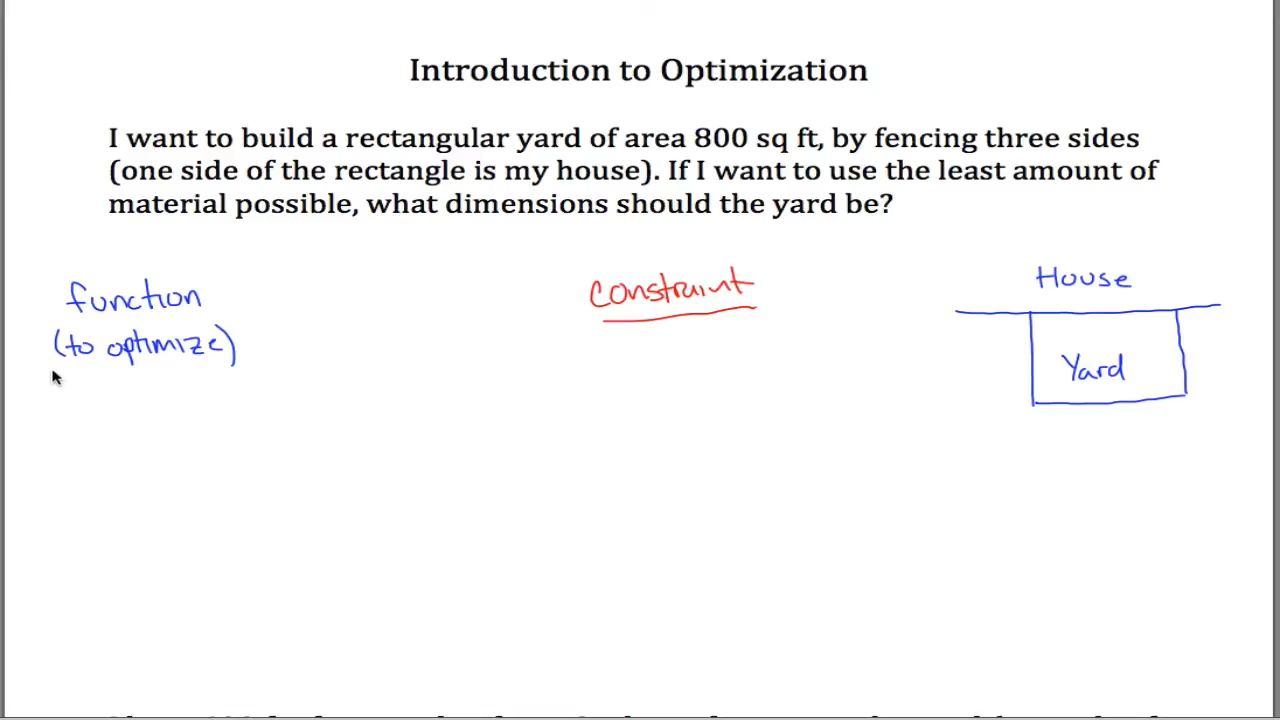 Introduction to Optimization
I want to build a rectangular yard of area 800 sq ft, by fencing three sides
(one side of the rectangle is my house). If I want to use the least amount of
material possible, what dimensions should the yard be?
function
(to optimize)
constraint
House
Yard